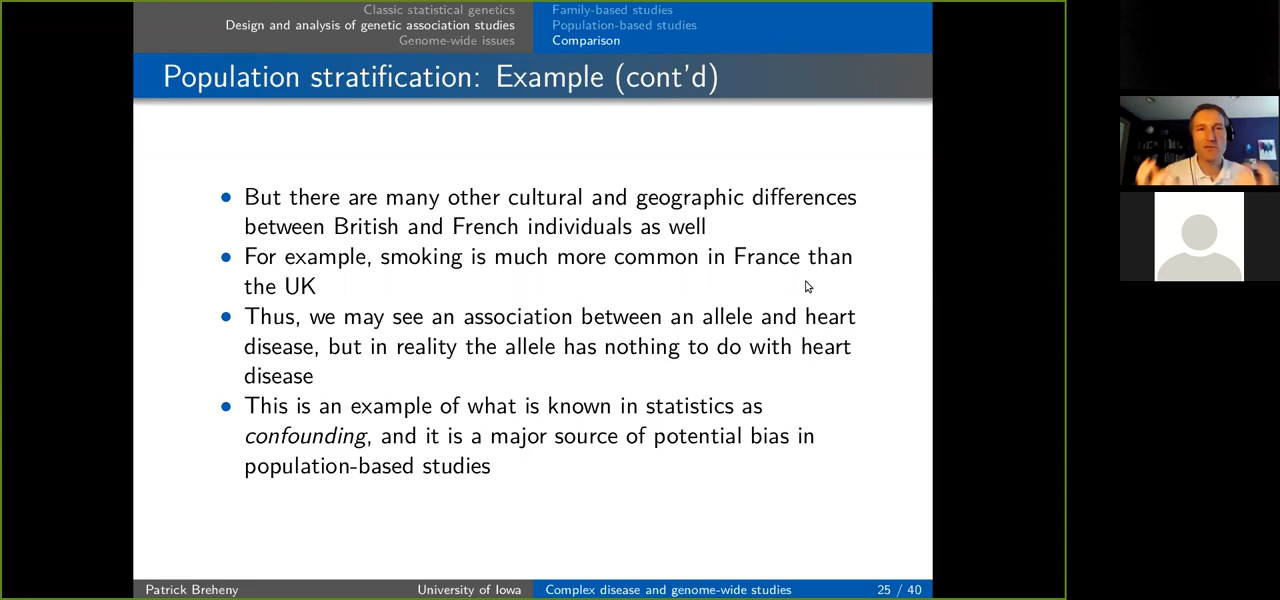 Classic statistical genetics
Design and analysis of genetic association studies
Genome-wide issues
Family-based studies
Population-based studies
Comparison
Population stratification: Example (cont'd)
• But there are many other cultural and geographic differences
between British and French individuals as well
• For example, smoking is much more common in France than
the UK
• Thus, we may see an association between an allele and heart
disease, but in reality the allele has nothing to do with heart
disease
• This is an example of what is known in statistics as
confounding, and it is a major source of potential bias in
population-based studies
Patrick Breheny
University of Iowa
Complex disease and genome-wide studies
25 / 40